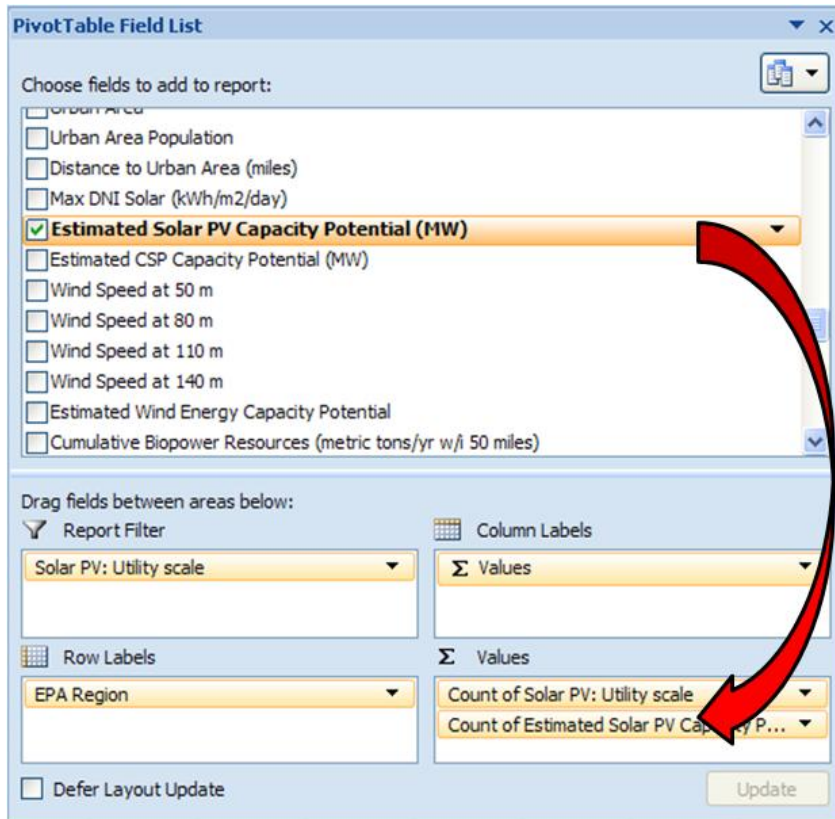 PivotTable Field List
Choose fields to add to report:
Urban Area
Urban Area Population
Distance to Urban Area (miles)
Max DNI Solar (kWh/m2/day)
Estimated Solar PV Capacity Potential (MW)
Estimated CSP Capacity Potential (MW)
Wind Speed at 50 m
Wind Speed at 80 m
Wind Speed at 110 m
Wind Speed at 140 m
Estimated Wind Energy Capacity Potential
Cumulative Biopower Resources (metric tons/yr w/i 50 miles)
Drag fields between areas below:
Report Filter
Column Labels
Solar PV: Utility scale
Σ Values
Row Labels
Σ Values
EPA Region
Count of Solar PV: Utility scale
Count of Estimated Solar PV Capacity P...
Defer Layout Update
Update